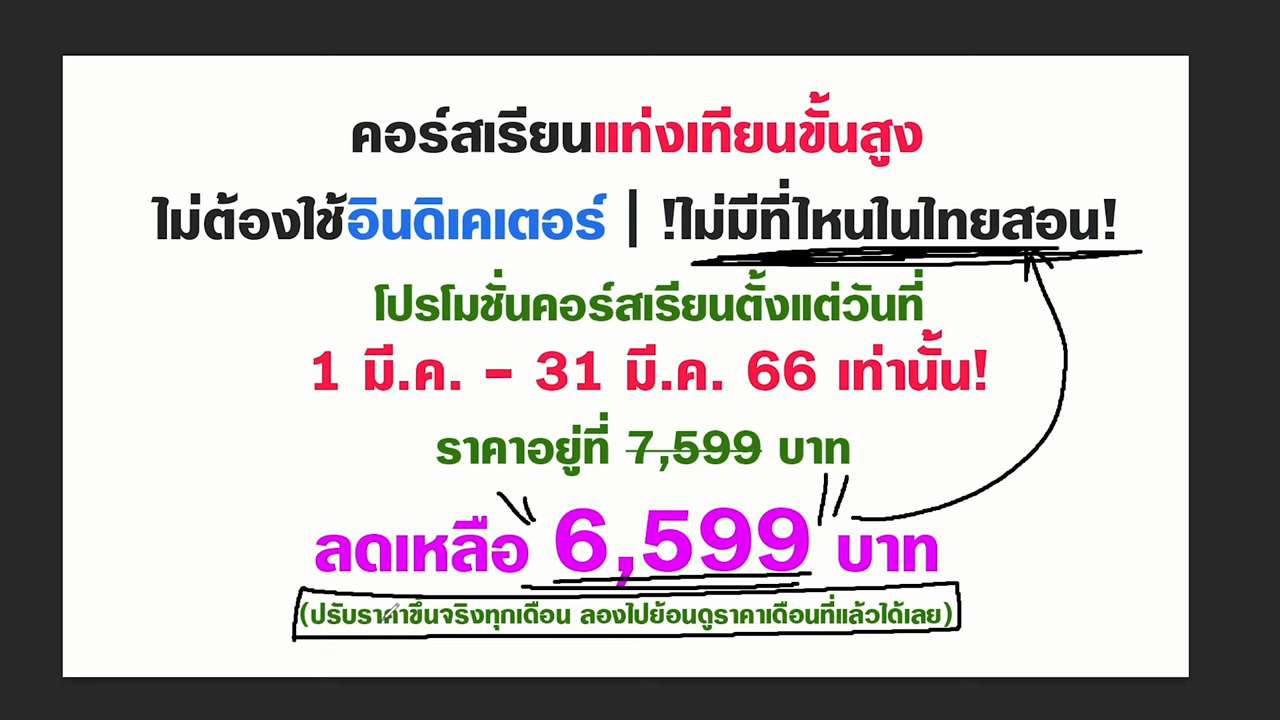 คอร์สเรียนแท่งเทียนขั้นสูง
ไม่ต้องใช้อินดิเคเตอร์ | !ไม่มีที่ไหนในไทยสอน!
โปรโมชั่นคอร์สเรียนตั้งแต่วันที่
1 มี.ค. - 31 มี.ค. 66 เท่านั้น!
ราคาอยู่ที่ 7,599 บาท
ลดเหลือ 6,599 บาท
(ปรับราคาขึ้นจริงทุกเดือน ลองไปย้อนดูราคาเดือนที่แล้วได้เลย)